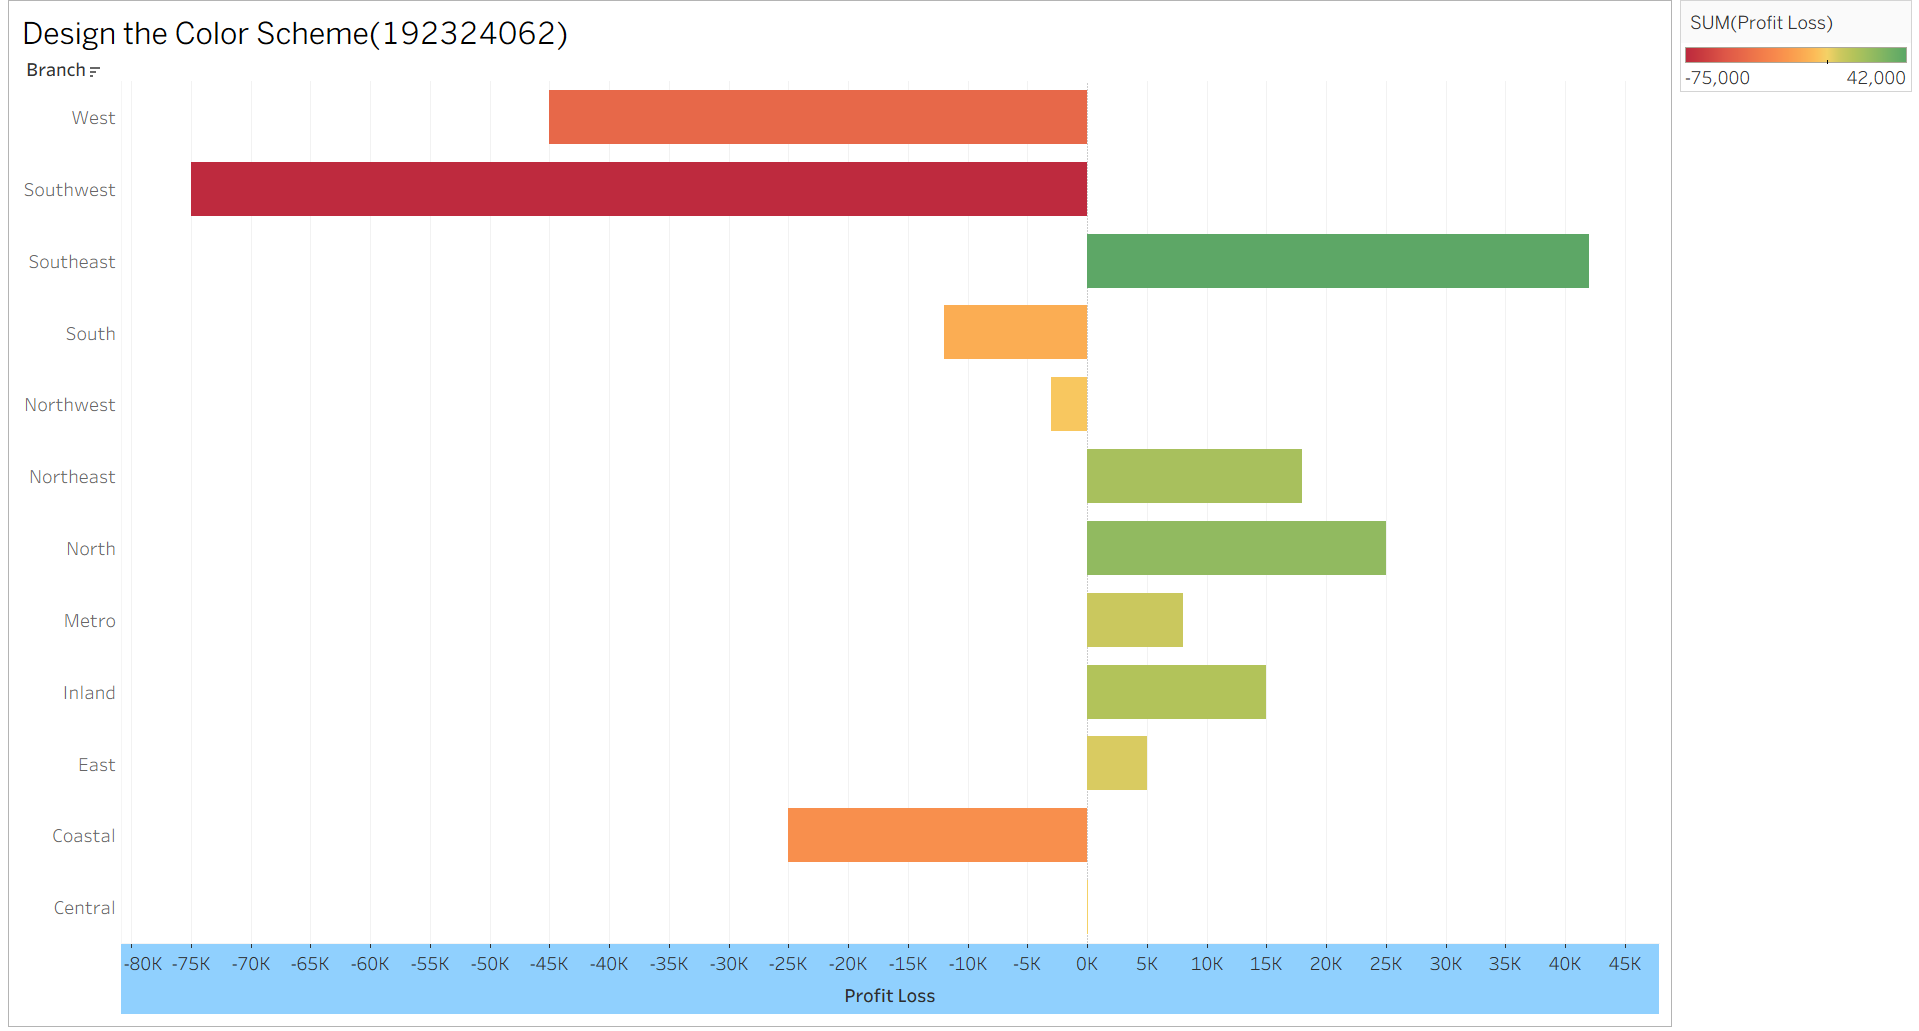 Design the Color Scheme(192324062)
Branch
West
Southwest
Southeast
South
Northwest
Northeast
North
Metro
Inland
East
Coastal
Central
-80K -75K -70K -65K -60K -55K -50K -45K -40K -35K -30K -25K -20K -15K -10K -5K 0K 5K 10K 15K 20K 25K 30K 35K 40K 45K
Profit Loss
SUM(Profit Loss)
-75,000 42,000